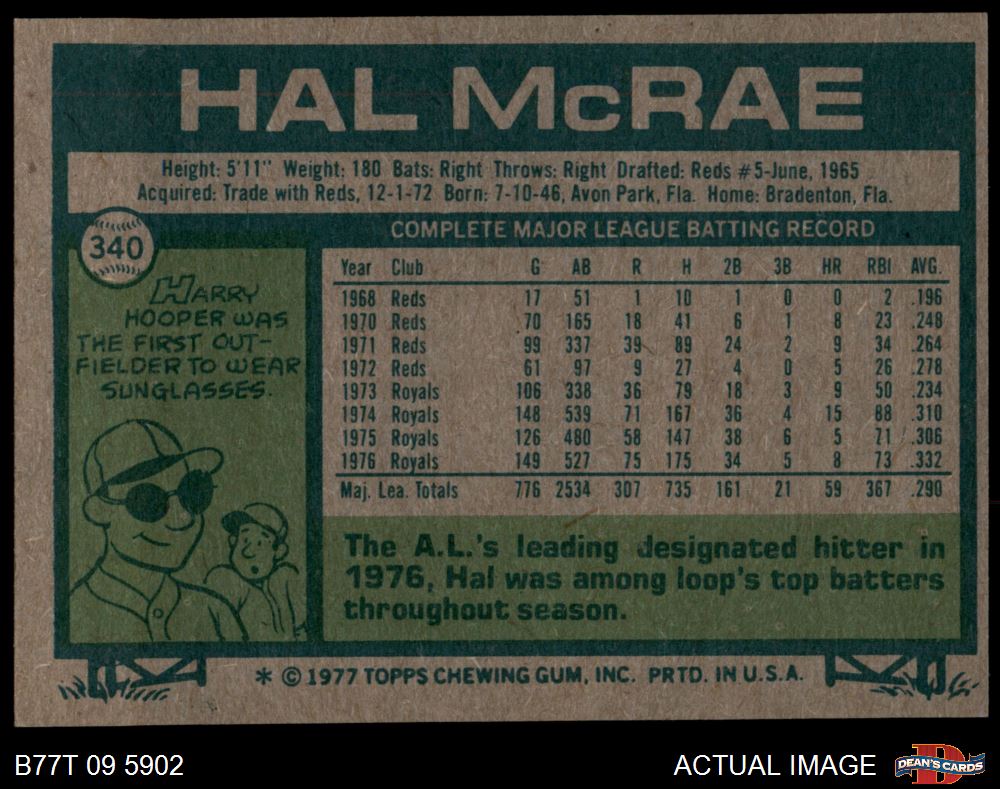 HAL McRAE
Height: 5'11" Weight: 180 Bats: Right Throws: Right Drafted: Reds #5-June, 1965
Acquired: Trade with Reds, 12-1-72 Born: 7-10-46, Avon Park, Fla. Home: Bradenton, Fla.
340
HARRY
HOOPER WAS
THE FIRST OUT-
FIELDER TO WEAR
SUNGLASSES.
COMPLETE MAJOR LEAGUE BATTING RECORD
Year Club G AB R H 2B 3B HR RBI AVG.
1968 Reds 17 51 1 10 1 0 0 2 .196
1970 Reds 70 165 18 41 6 1 8 23 .248
1971 Reds 99 337 39 89 24 2 9 34 .264
1972 Reds 61 97 9 27 4 0 5 26 .278
1973 Royals 106 338 36 79 18 3 9 50 .234
1974 Royals 148 539 71 167 36 4 15 88 .310
1975 Royals 126 480 58 147 38 6 5 71 .306
1976 Royals 149 527 75 175 34 5 8 73 .332
Maj. Lea. Totals 776 2534 307 735 161 21 59 367 .290
The A.L.'s leading designated hitter in
1976, Hal was among loop's top batters
throughout season.
* © 1977 TOPPS CHEWING GUM, INC. PRTD. IN U.S.A.
B77T 09 5902
ACTUAL IMAGE
D
DEAN'S CARDS